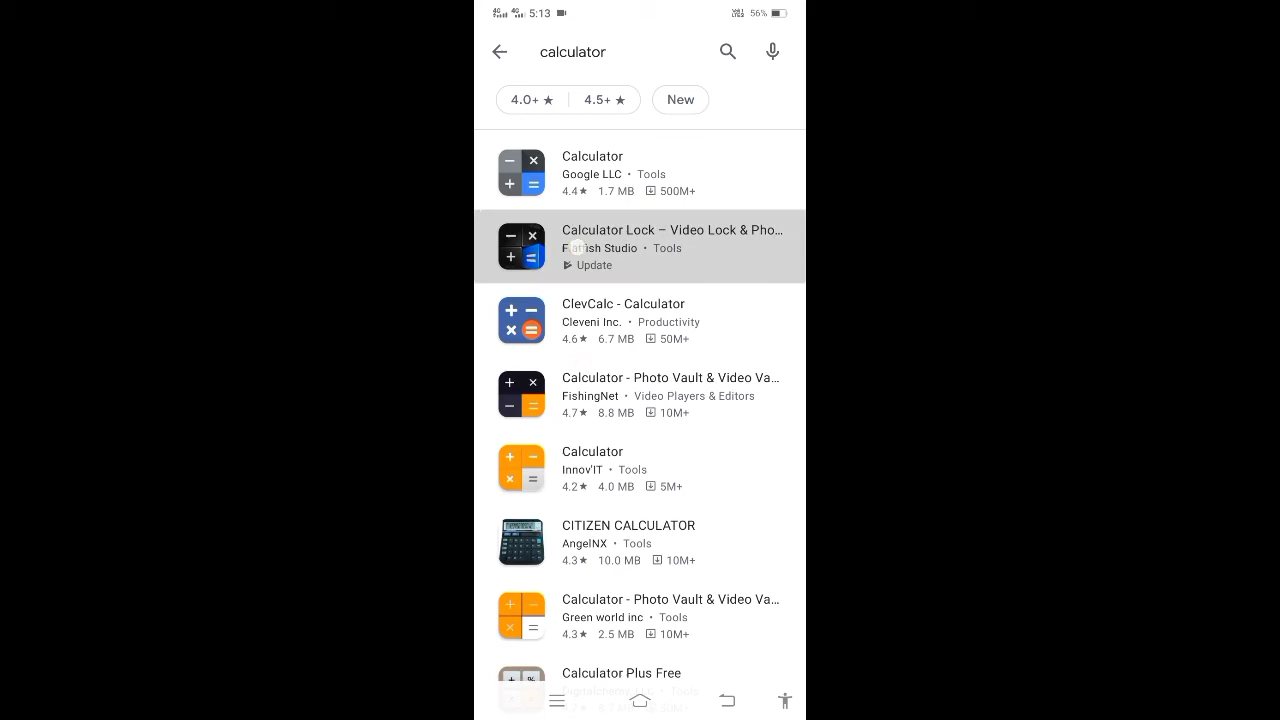 4G 4G 5:13 56%
calculator
4.0+ ★ 4.5+ ★ New
Calculator
Google LLC • Tools
4.4★ 1.7 MB 500M+
Calculator Lock – Video Lock & Pho...
Flatfish Studio • Tools
Update
ClevCalc - Calculator
Cleveni Inc. • Productivity
4.6★ 6.7 MB 50M+
Calculator - Photo Vault & Video Va...
FishingNet • Video Players & Editors
4.7★ 8.8 MB 10M+
Calculator
Innov'IT • Tools
4.2★ 4.0 MB 5M+
CITIZEN CALCULATOR
AngelNX • Tools
4.3★ 10.0 MB 10M+
Calculator - Photo Vault & Video Va...
Green world inc • Tools
4.3★ 2.5 MB 10M+
Calculator Plus Free